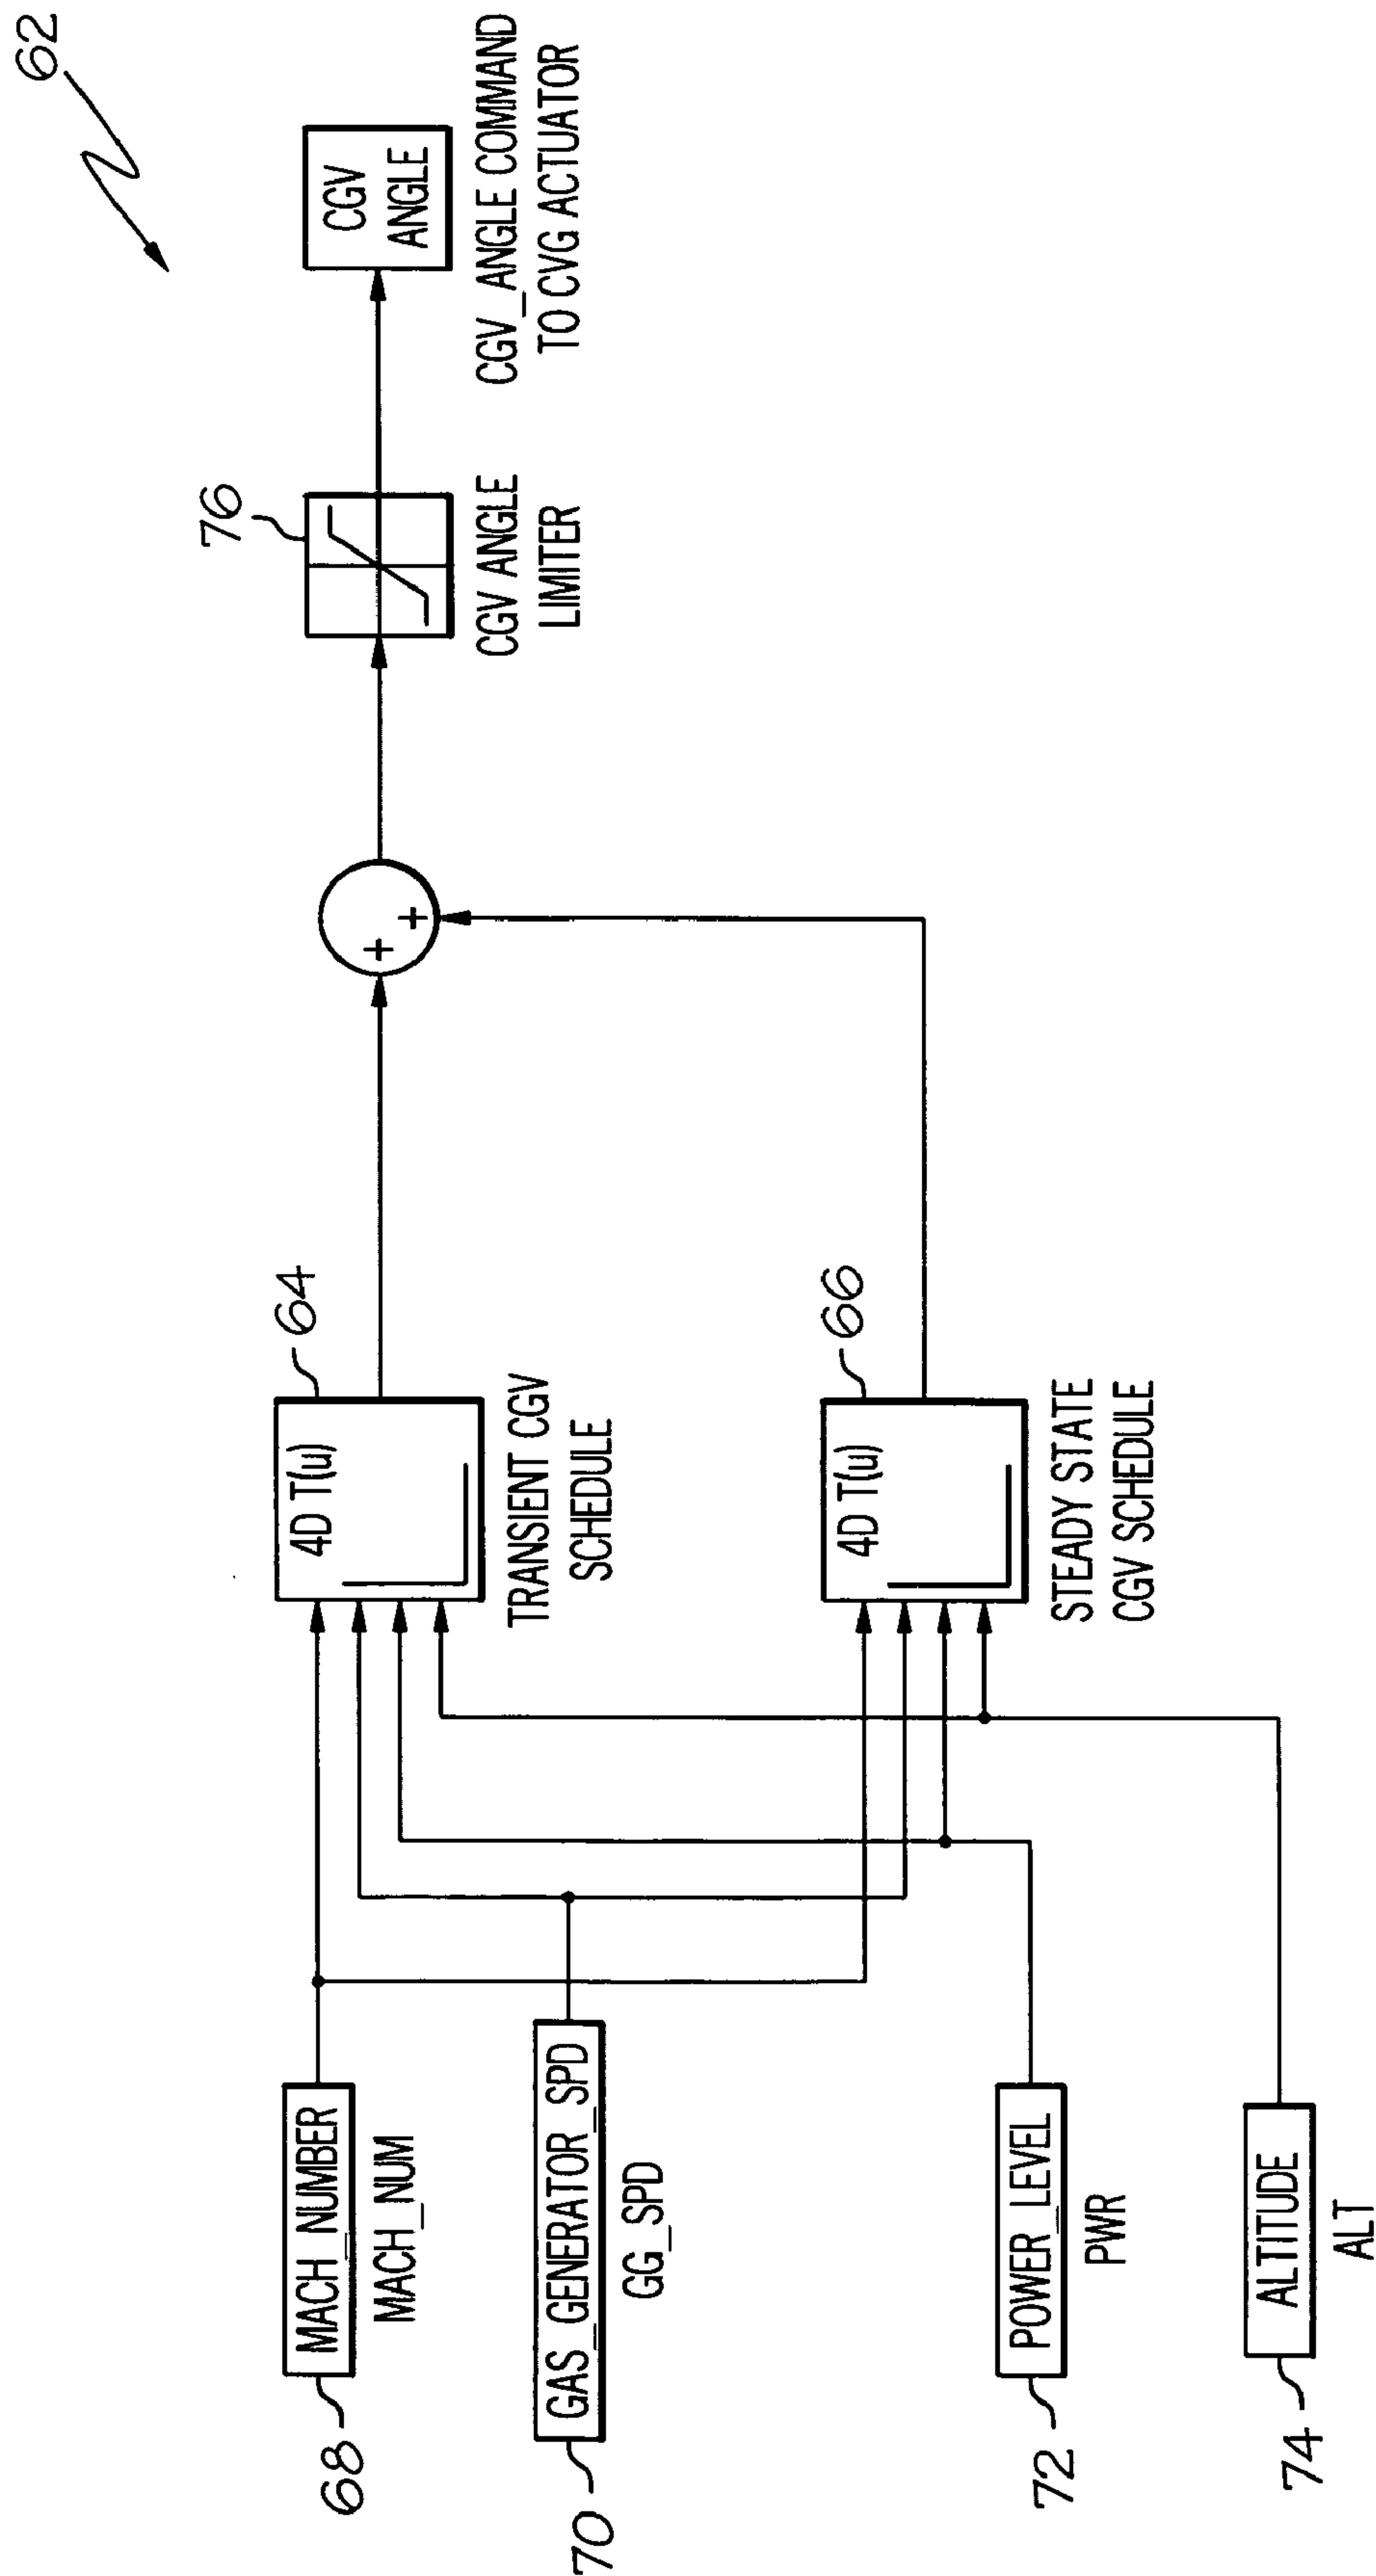 62
68
MACH_NUMBER
MACH_NUM
70
GAS_GENERATOR_SPD
GG_SPD
72
POWER_LEVEL
PWR
74
ALTITUDE
ALT
64
4D T(u)
TRANSIENT CGV
SCHEDULE
66
4D T(u)
STEADY STATE
CGV SCHEDULE
+
+
76
CGV ANGLE
LIMITER
CGV
ANGLE
CGV_ANGLE COMMAND
TO CVG ACTUATOR